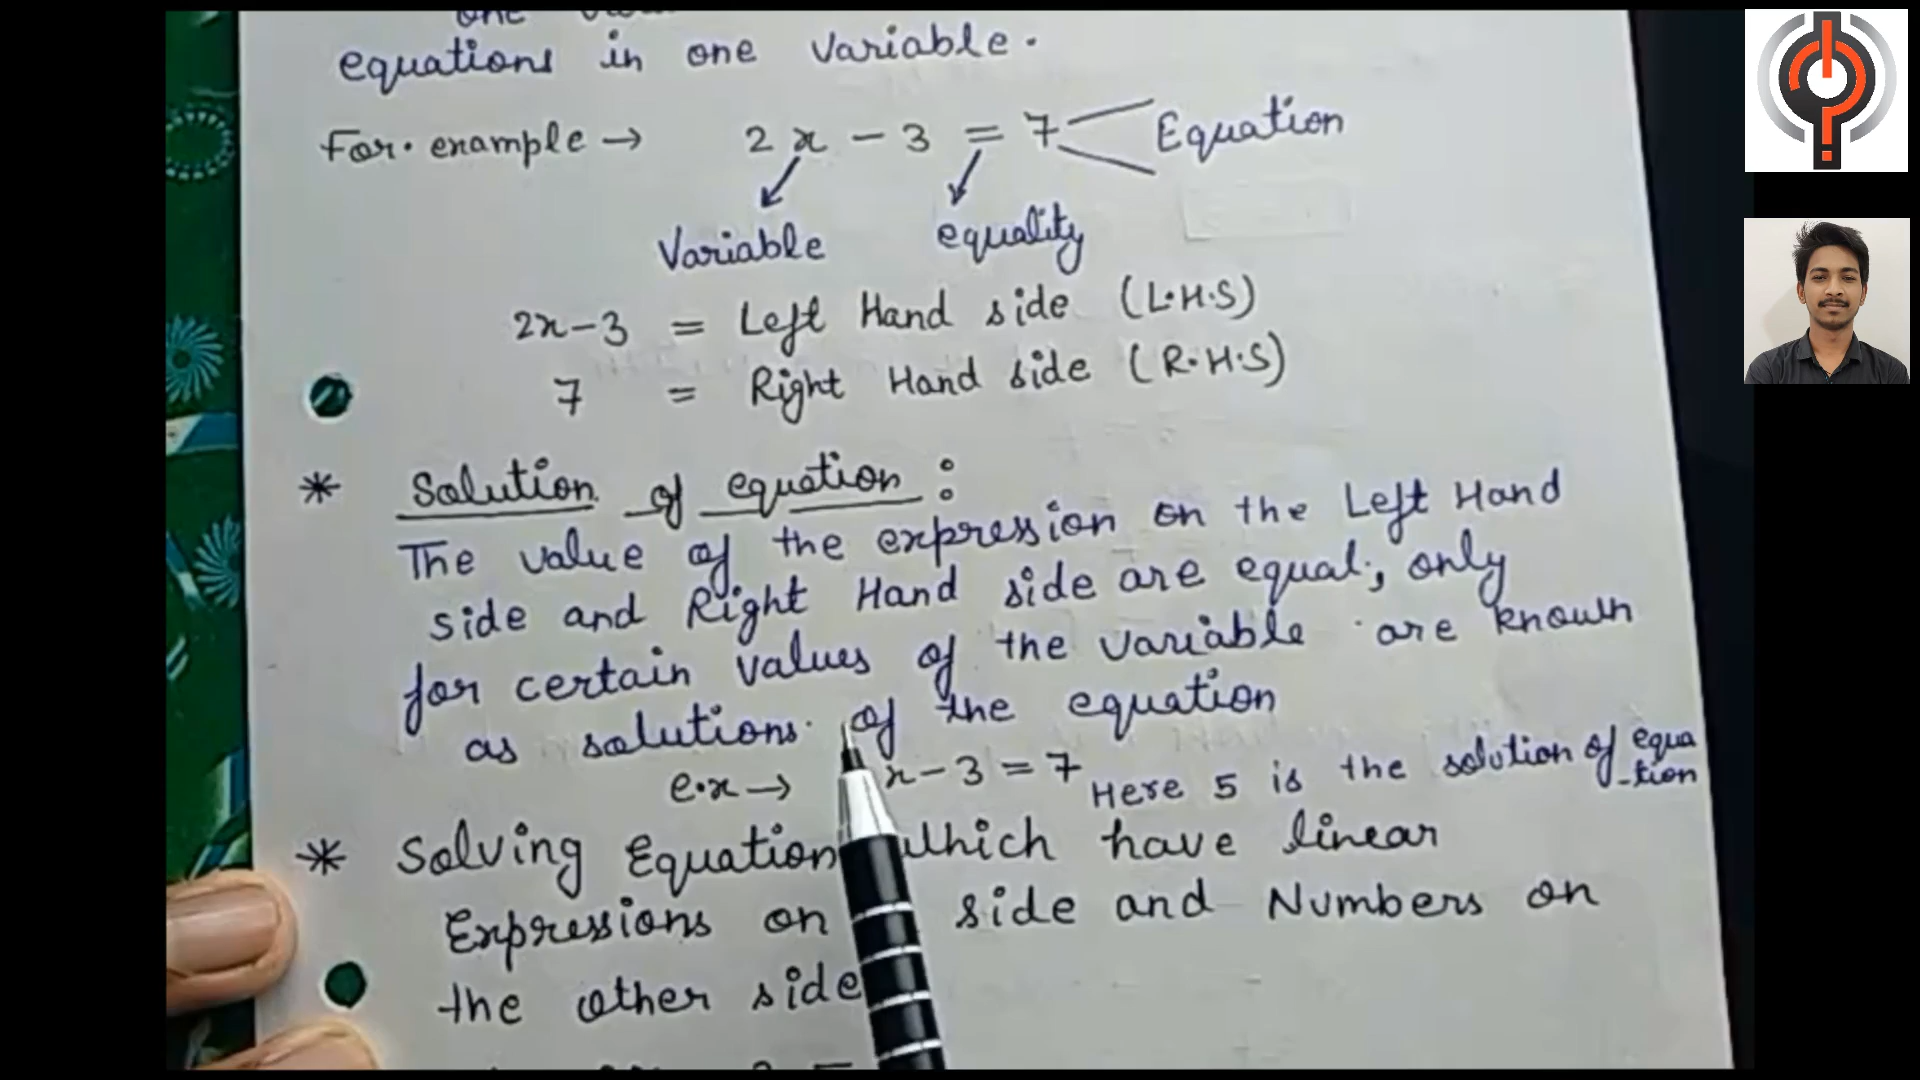 equations in one variable.
For. example → 2x - 3 = 7 Equation
Variable equality
2x-3 = Left Hand side (L.H.S)
7 = Right Hand side (R.H.S)
* Solution of equation :
The value of the expression on the Left Hand
side and Right Hand side are equal, only
for certain values of the variable are known
as solutions of the equation
e.x → x-3=7 Here 5 is the solution of equa
-tion
* Solving Equation which have linear
Expressions on side and Numbers on
the other side